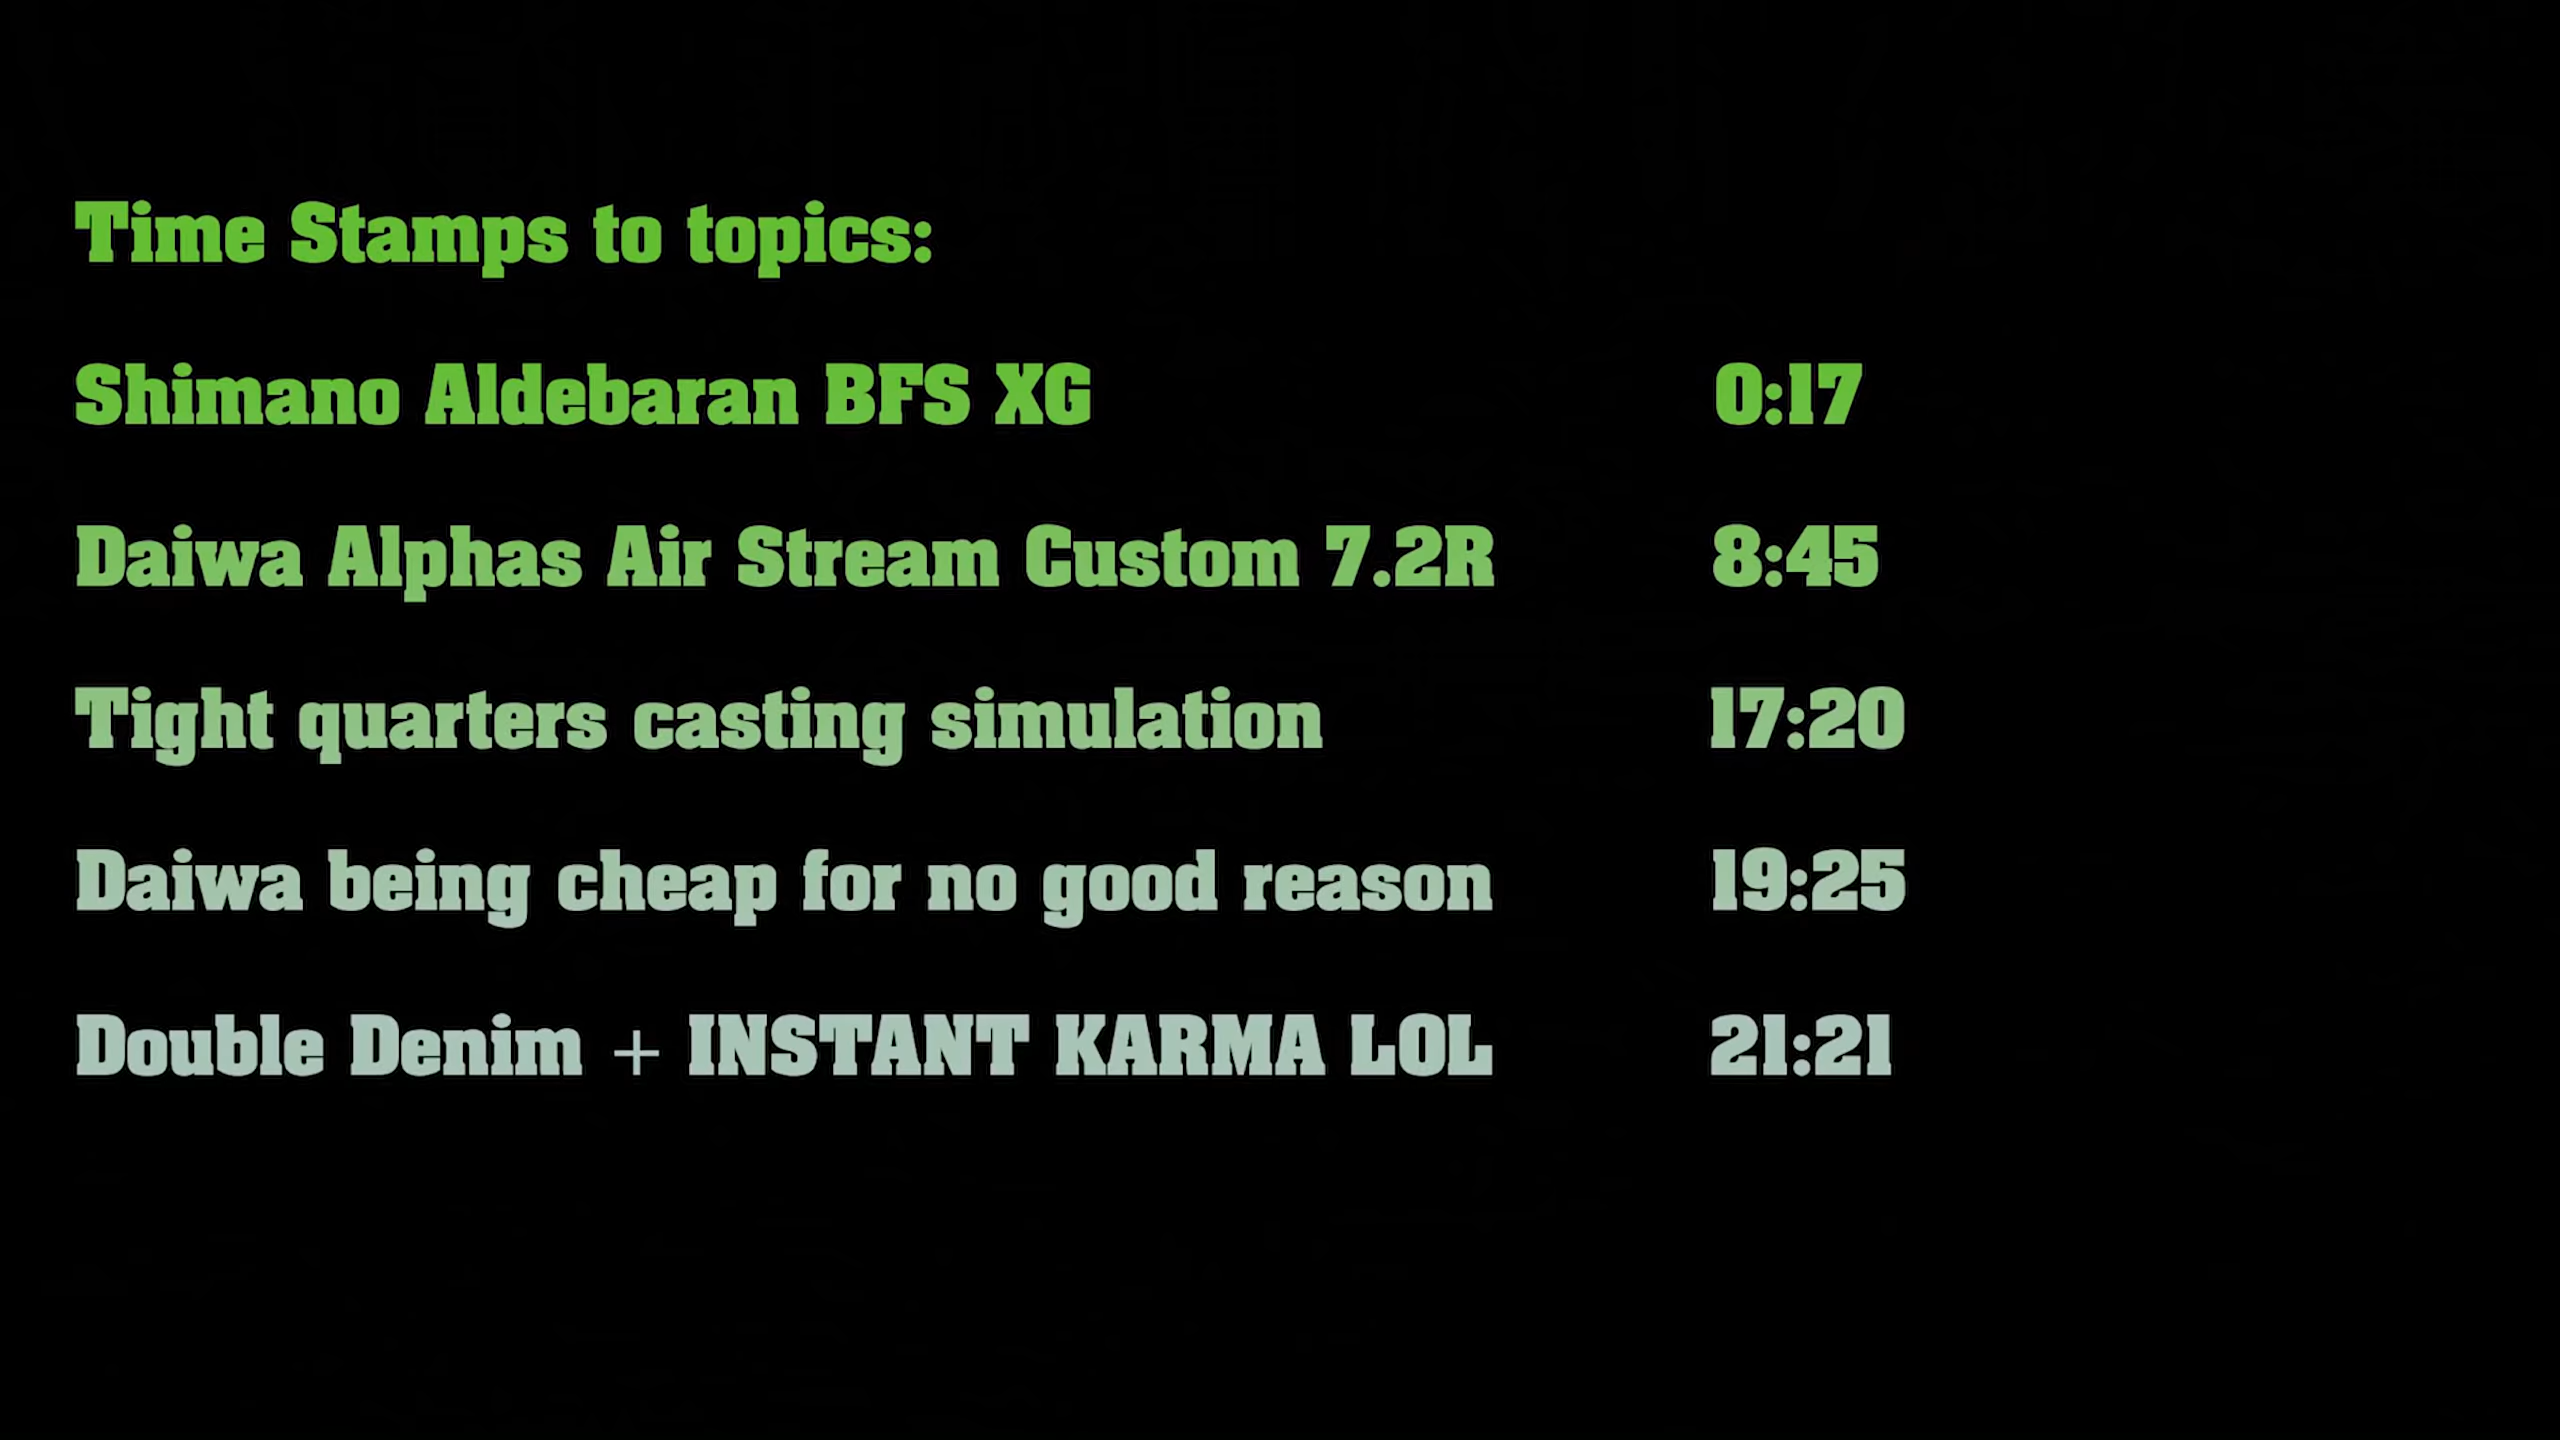 Time Stamps to topics:
Shimano Aldebaran BFS XG 0:17
Daiwa Alphas Air Stream Custom 7.2R 8:45
Tight quarters casting simulation 17:20
Daiwa being cheap for no good reason 19:25
Double Denim + INSTANT KARMA LOL 21:21